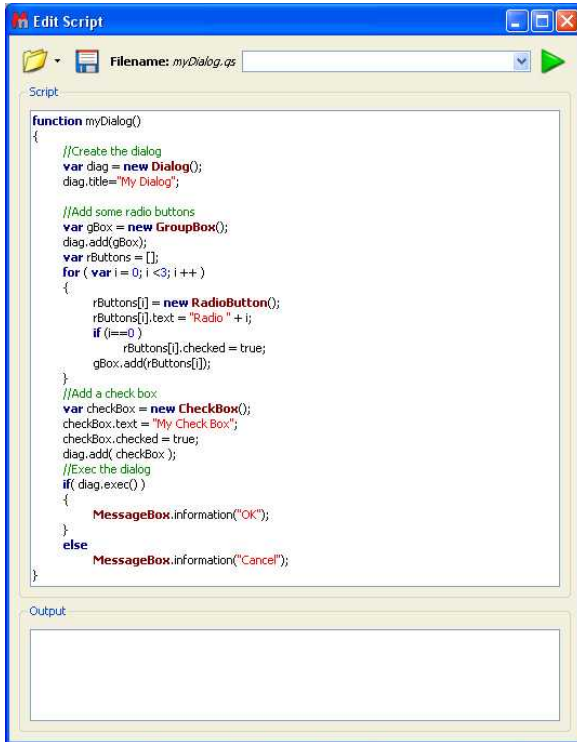 Edit Script
Filename: myDialog.qs
Script
function myDialog()
{
//Create the dialog
var diag = new Dialog();
diag.title="My Dialog";
//Add some radio buttons
var gBox = new GroupBox();
diag.add(gBox);
var rButtons = [];
for ( var i = 0; i <3; i ++ )
{
rButtons[i] = new RadioButton();
rButtons[i].text = "Radio " + i;
if (i==0 )
rButtons[i].checked = true;
gBox.add(rButtons[i]);
}
//Add a check box
var checkBox = new CheckBox();
checkBox.text = "My Check Box";
checkBox.checked = true;
diag.add( checkBox );
//Exec the dialog
if( diag.exec() )
{
MessageBox.information("OK");
}
else
MessageBox.information("Cancel");
}
Output